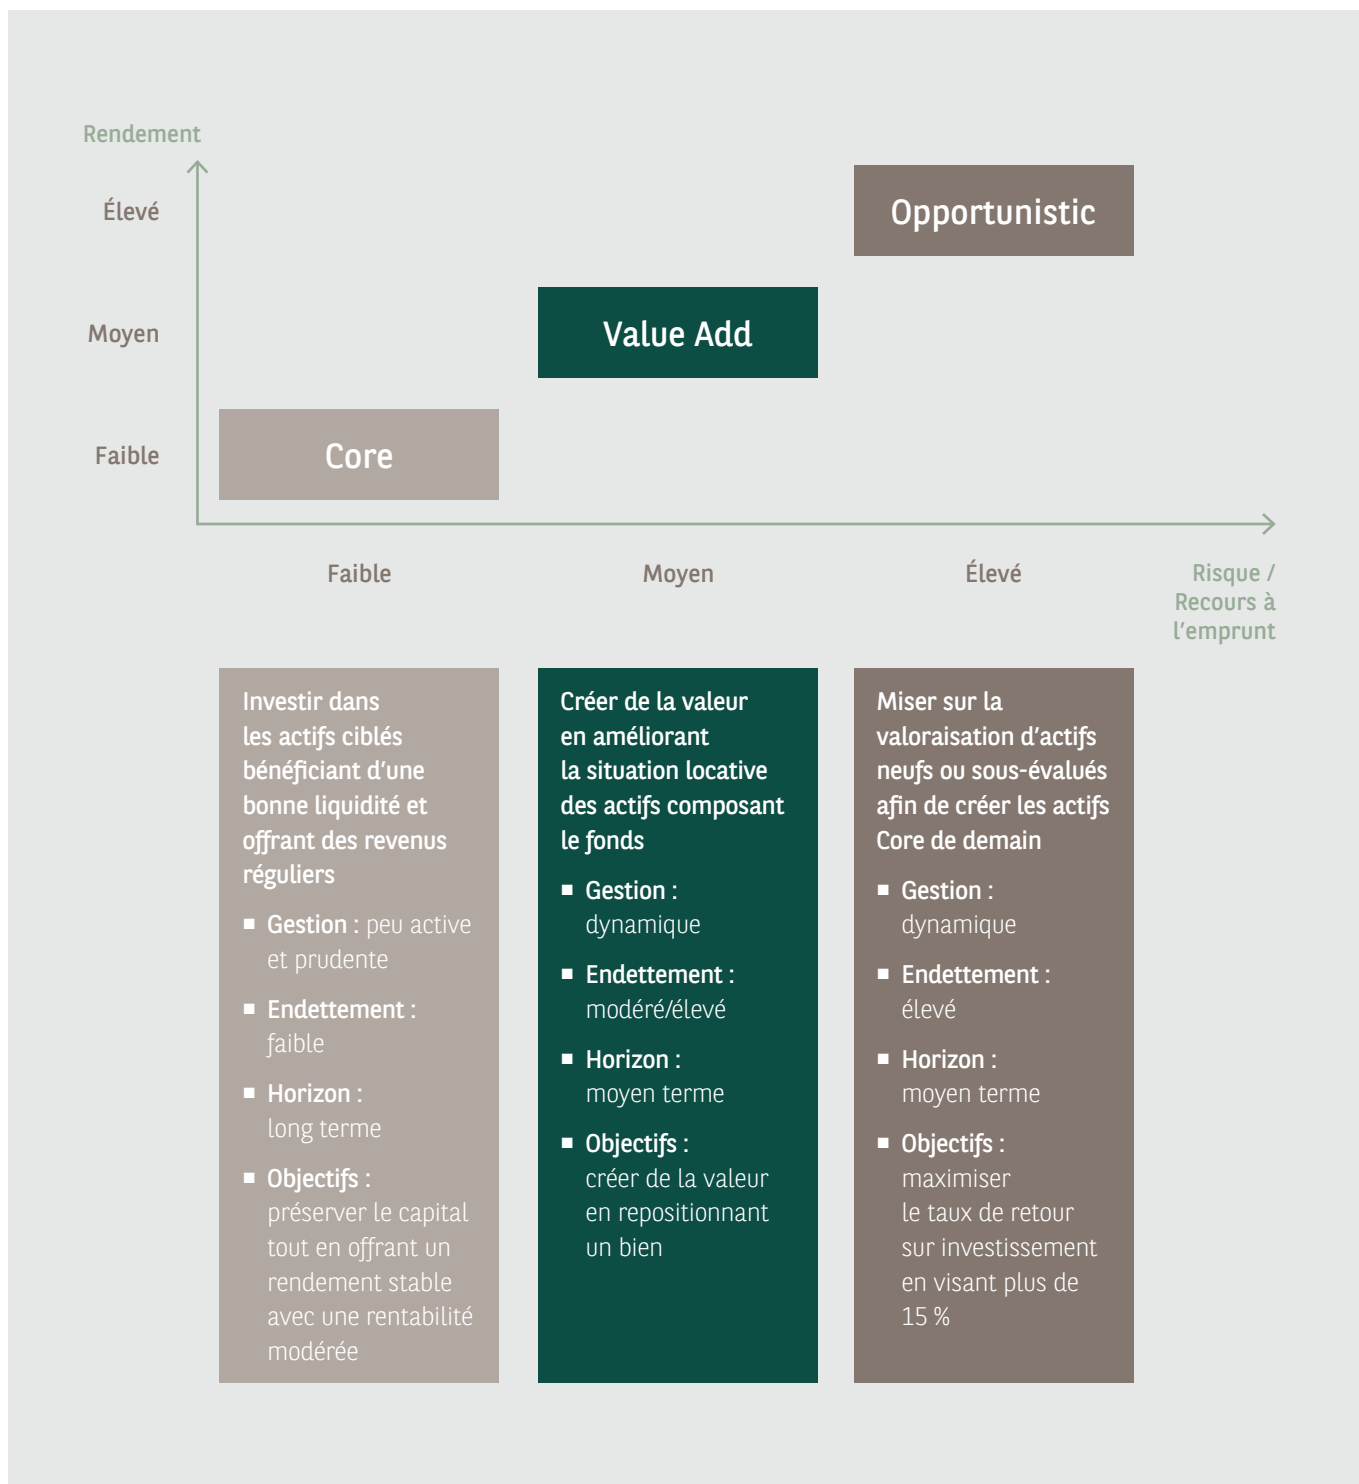 Rendement
Élevé
Opportunistic
Moyen
Value Add
Faible
Core
Faible
Moyen
Élevé
Risque /
Recours à
l’emprunt
Investir dans
les actifs ciblés
bénéficiant d’une
bonne liquidité et
offrant des revenus
réguliers
▪ Gestion : peu active
et prudente
▪ Endettement :
faible
▪ Horizon :
long terme
▪ Objectifs :
préserver le capital
tout en offrant un
rendement stable
avec une rentabilité
modérée
Créer de la valeur
en améliorant
la situation locative
des actifs composant
le fonds
▪ Gestion :
dynamique
▪ Endettement :
modéré/élevé
▪ Horizon :
moyen terme
▪ Objectifs :
créer de la valeur
en repositionnant
un bien
Miser sur la
valoraisation d’actifs
neufs ou sous-évalués
afin de créer les actifs
Core de demain
▪ Gestion :
dynamique
▪ Endettement :
élevé
▪ Horizon :
moyen terme
▪ Objectifs :
maximiser
le taux de retour
sur investissement
en visant plus de
15 %